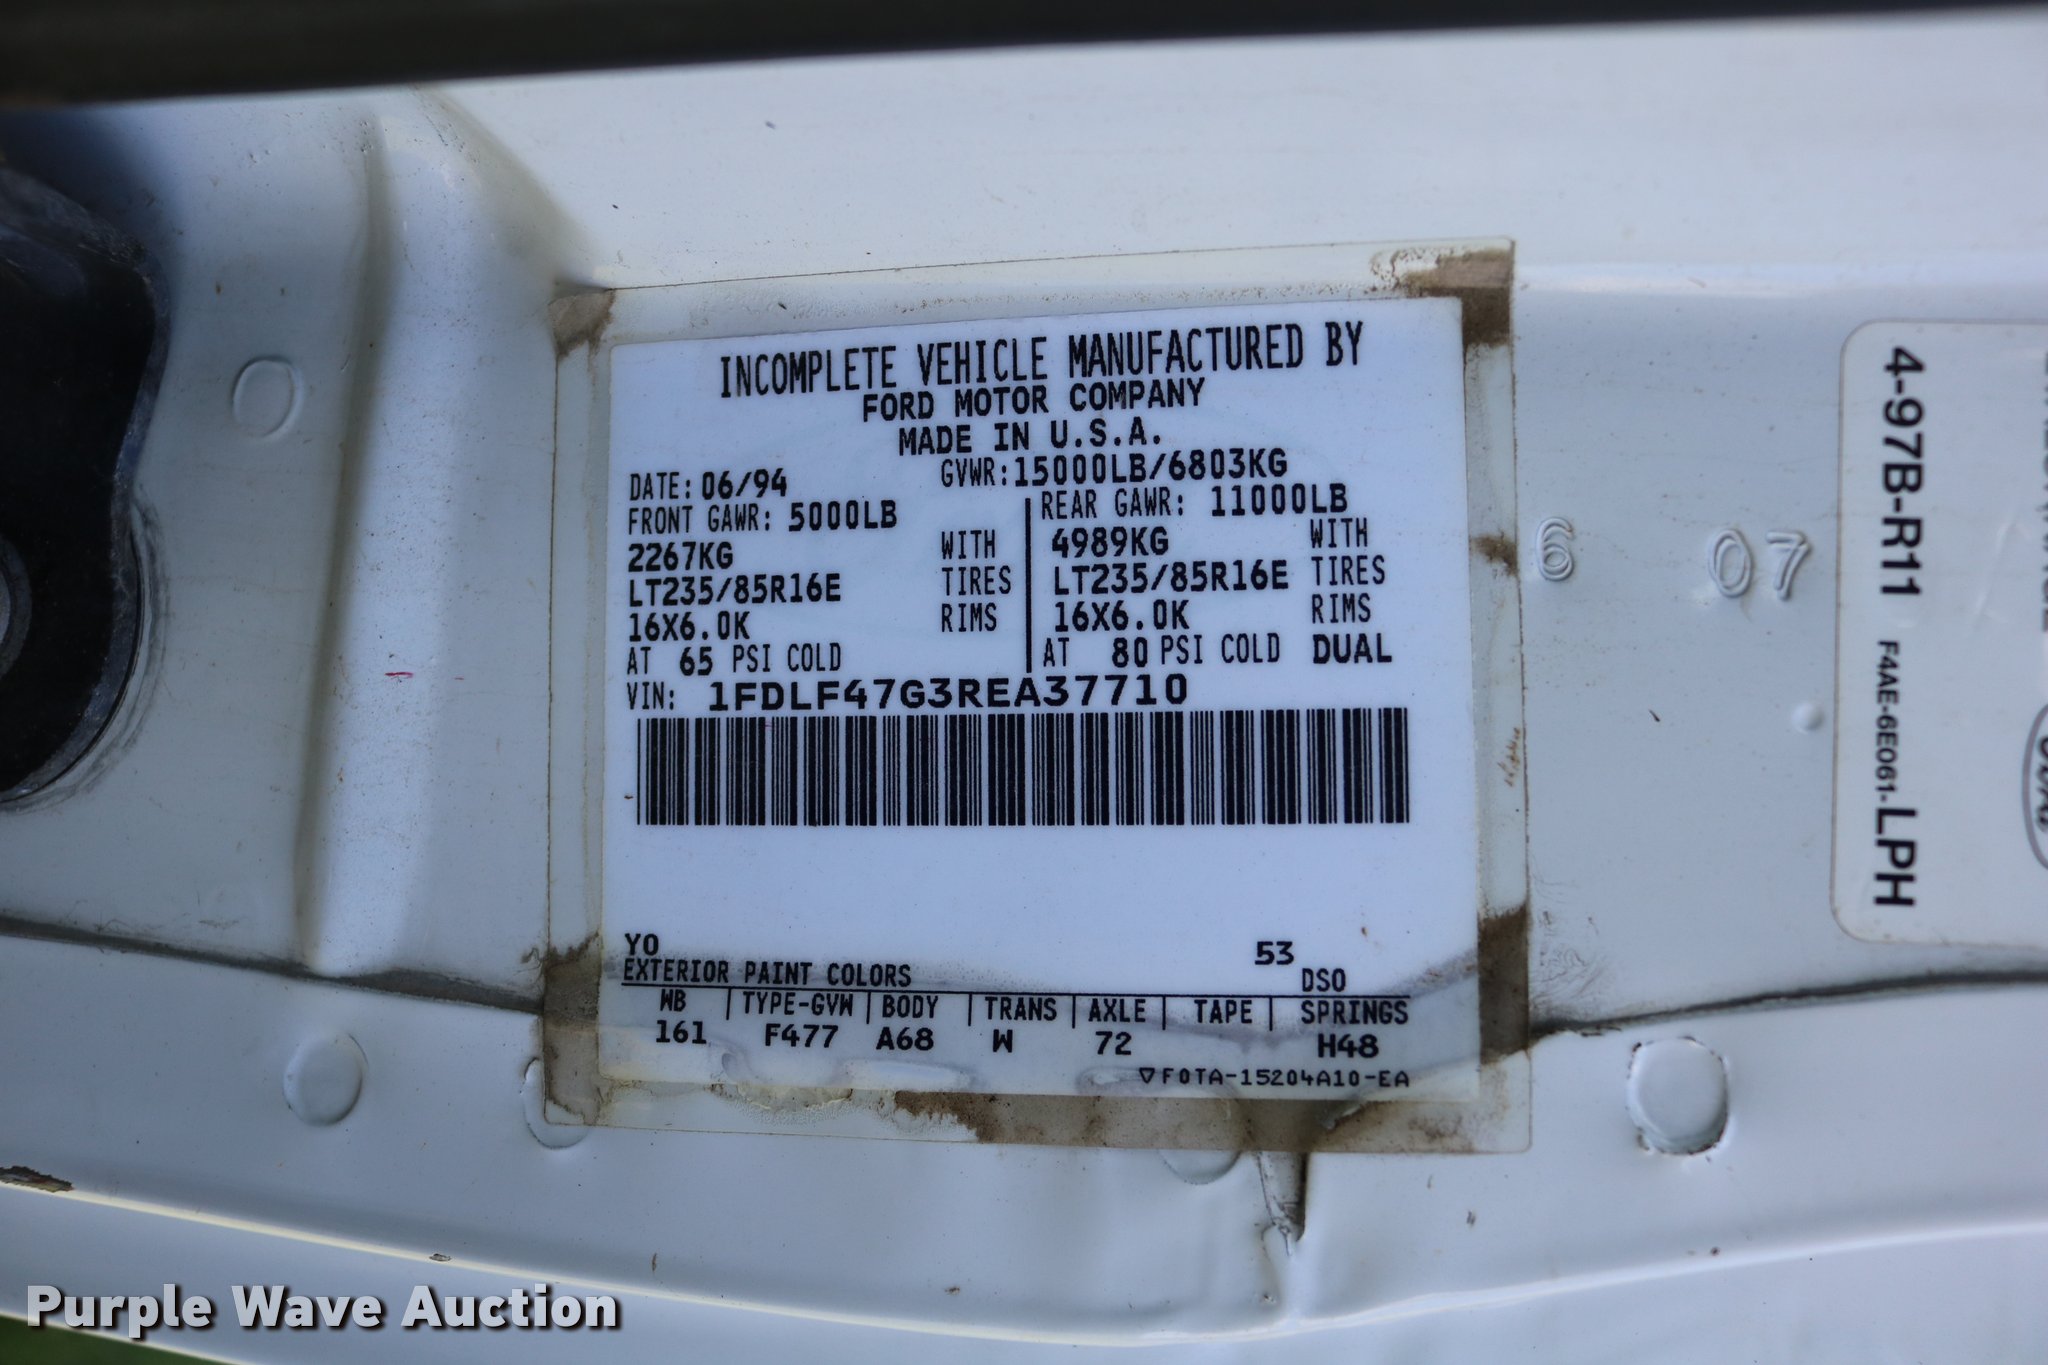 INCOMPLETE VEHICLE MANUFACTURED BY
FORD MOTOR COMPANY
MADE IN U.S.A.
DATE: 06/94 GVWR: 15000LB/6803KG
FRONT GAWR: 5000LB REAR GAWR: 11000LB
2267KG WITH 4989KG WITH
LT235/85R16E TIRES LT235/85R16E TIRES
16X6.0K RIMS 16X6.0K RIMS
AT 65 PSI COLD AT 80 PSI COLD DUAL
VIN: 1FDLF47G3REA37710
YO 53
EXTERIOR PAINT COLORS DSO
WB TYPE-GVW BODY TRANS AXLE TAPE SPRINGS
161 F477 A68 W 72 H48
▽F0TA-15204A10-EA
6 07
4-97B-R11 F4AE-6E061-LPH
Purple Wave Auction